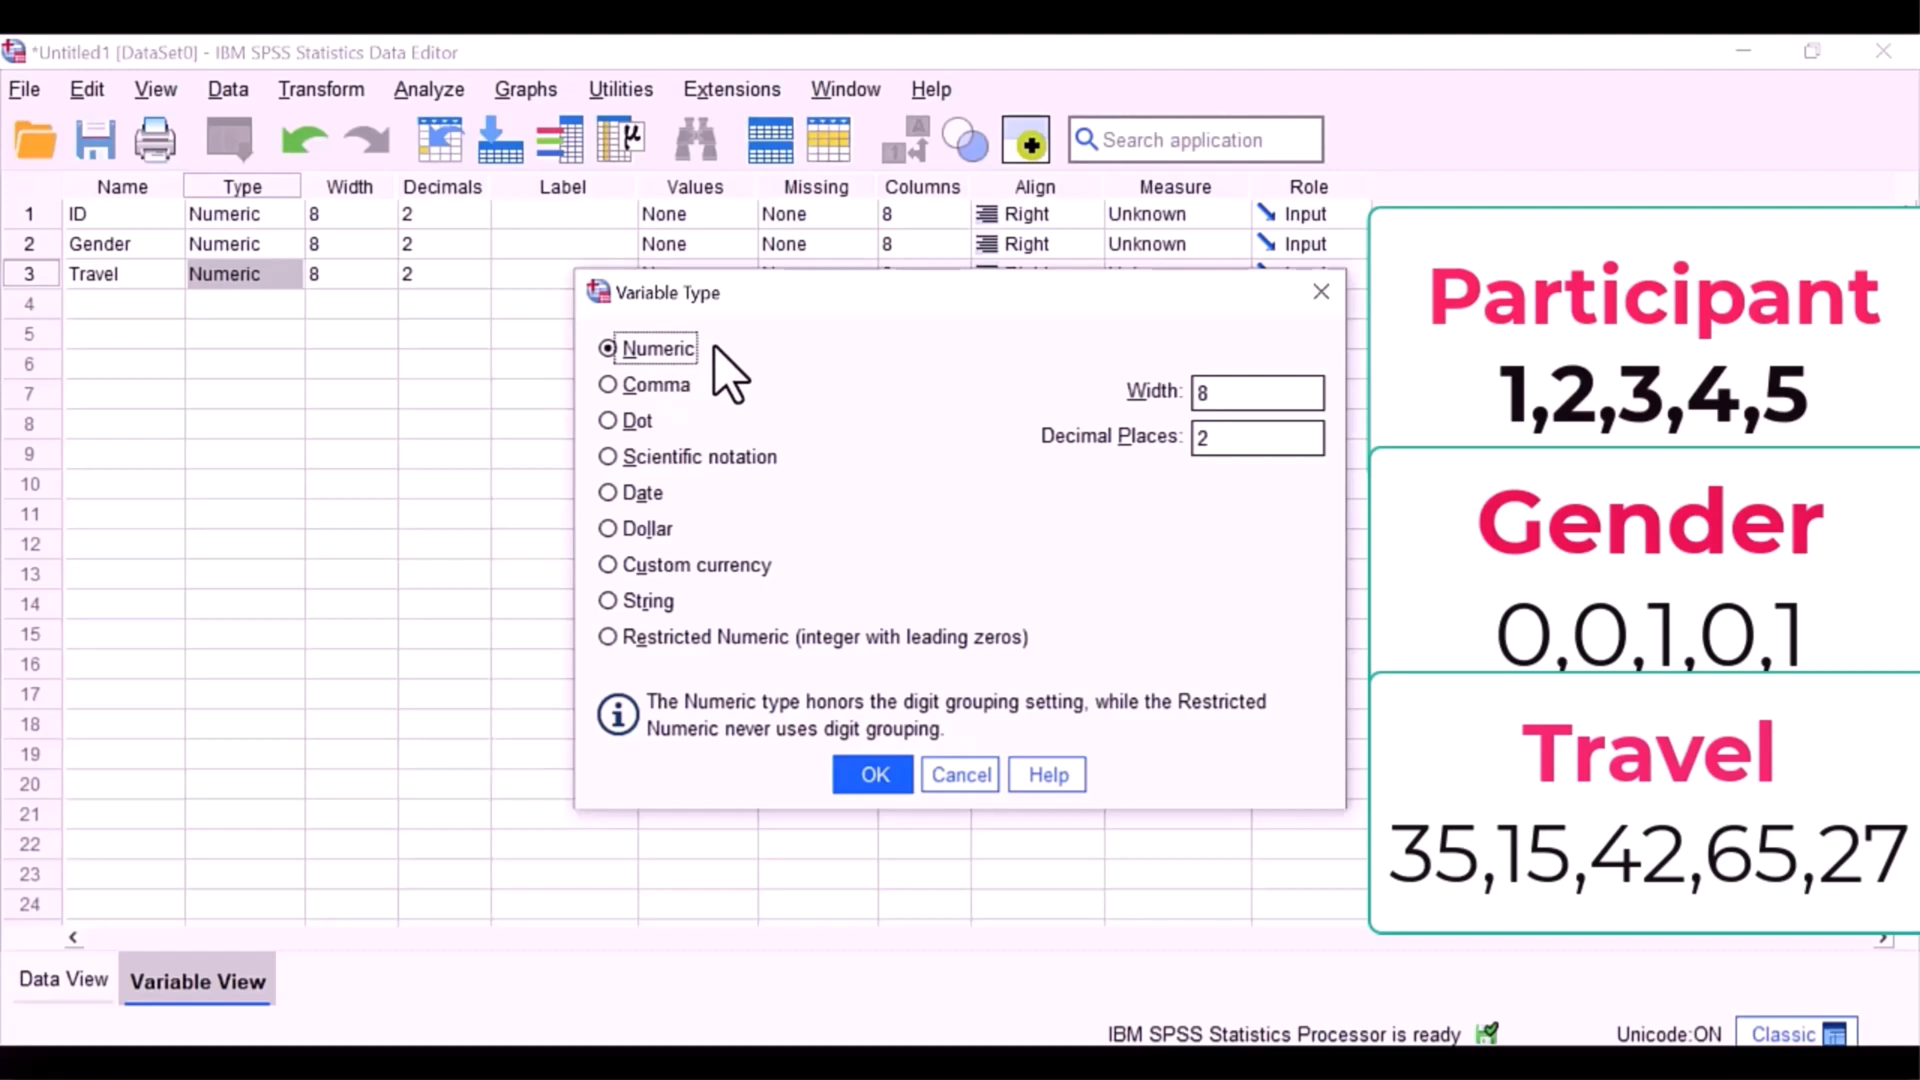 *Untitled1 [DataSet0] - IBM SPSS Statistics Data Editor
File Edit View Data Transform Analyze Graphs Utilities Extensions Window Help
Search application
Name Type Width Decimals Label Values Missing Columns Align Measure Role
1 ID Numeric 8 2 None None 8 Right Unknown Input
2 Gender Numeric 8 2 None None 8 Right Unknown Input
3 Travel Numeric 8 2
4
5
6
7
8
9
10
11
12
13
14
15
16
17
18
19
20
21
22
23
24
Variable Type
Numeric
Comma
Dot
Scientific notation
Date
Dollar
Custom currency
String
Restricted Numeric (integer with leading zeros)
Width: 8
Decimal Places: 2
The Numeric type honors the digit grouping setting, while the Restricted
Numeric never uses digit grouping.
OK Cancel Help
Participant
1,2,3,4,5
Gender
0,0,1,0,1
Travel
35,15,42,65,27
Data View Variable View
IBM SPSS Statistics Processor is ready Unicode:ON Classic